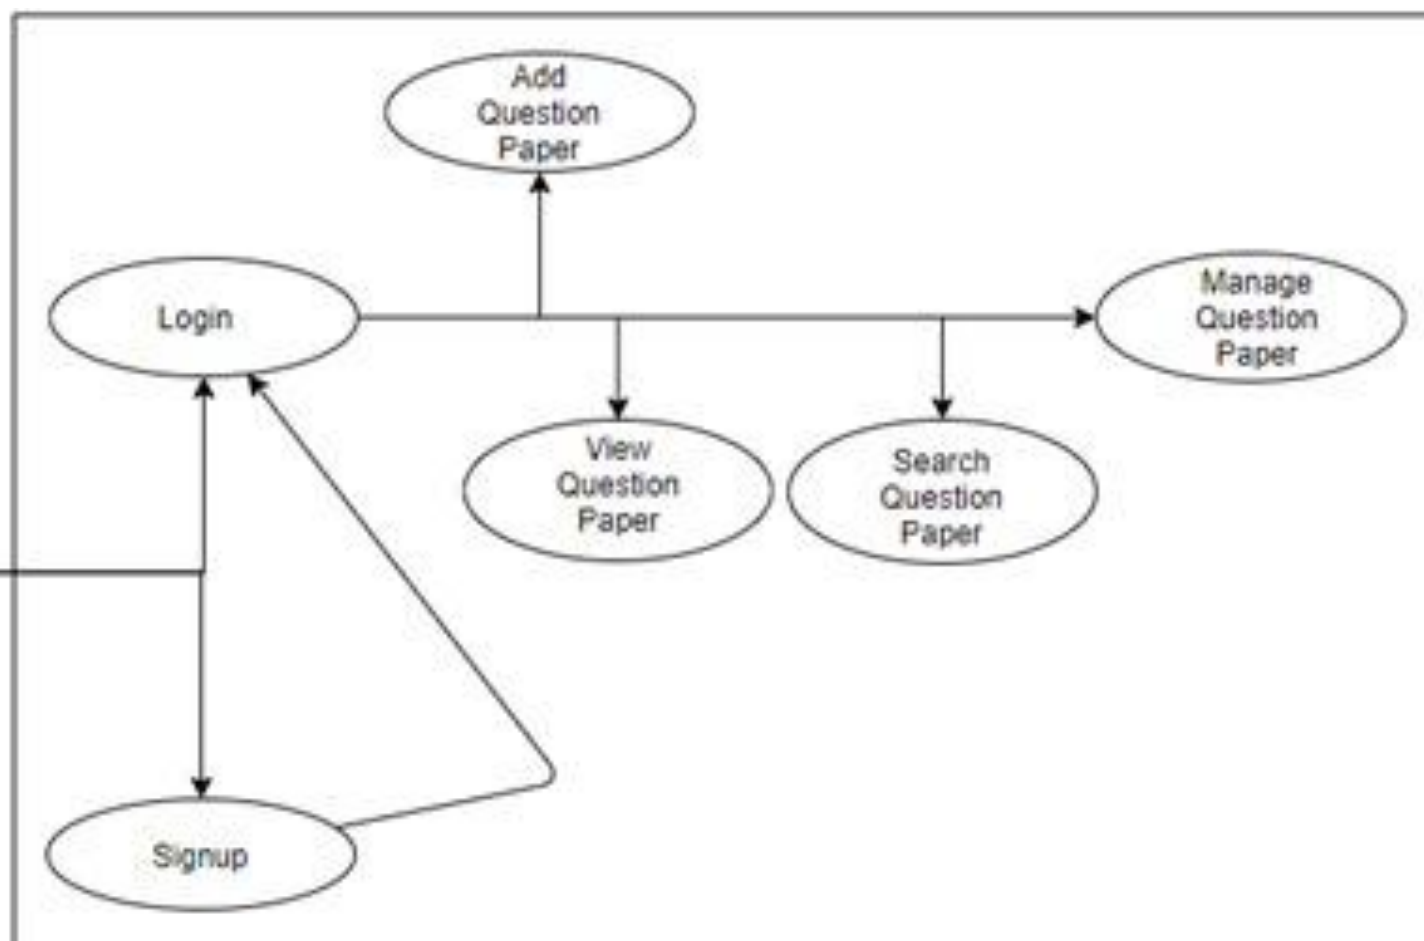 Add
Question
Paper
Login
Manage
Question
Paper
View
Question
Paper
Search
Question
Paper
Signup